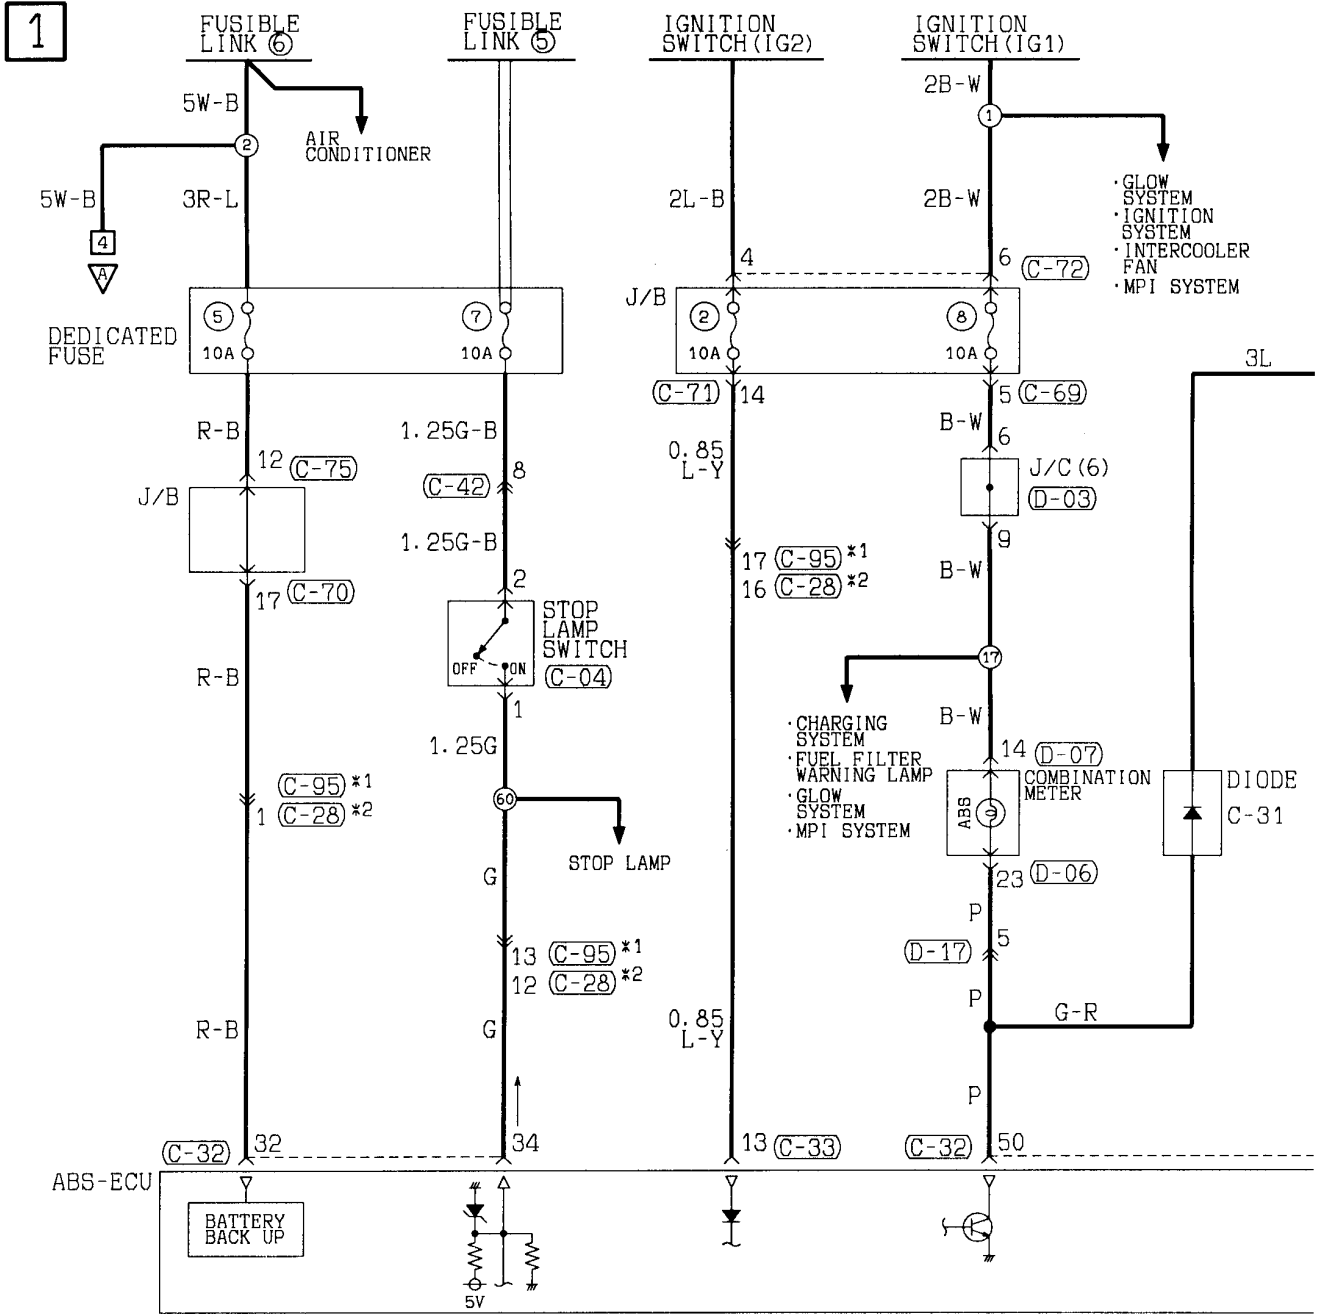 1
FUSIBLE
LINK ⑥
FUSIBLE
LINK ⑤
IGNITION
SWITCH(IG2)
IGNITION
SWITCH(IG1)
5W-B
2B-W
AIR
CONDITIONER
2
1
5W-B
3R-L
2L-B
2B-W
·GLOW
SYSTEM
·IGNITION
SYSTEM
·INTERCOOLER
FAN
·MPI SYSTEM
4
A
4
6
C-72
J/B
DEDICATED
FUSE
5
10A
7
10A
2
10A
8
10A
3L
C-71
14
5
C-69
R-B
1.25G-B
0.85
L-Y
B-W
6
12
C-75
8
C-42
J/C(6)
D-03
J/B
1.25G-B
9
17
C-70
2
17
C-95
*1
16
C-28
*2
B-W
STOP
LAMP
SWITCH
C-04
OFF
ON
R-B
17
1
B-W
1.25G
·CHARGING
SYSTEM
·FUEL FILTER
WARNING LAMP
·GLOW
SYSTEM
·MPI SYSTEM
14
D-07
COMBINATION
METER
ABS
DIODE
C-31
C-95
*1
1
C-28
*2
60
STOP LAMP
G
23
D-06
P
5
D-17
13
C-95
*1
12
C-28
*2
R-B
G
0.85
L-Y
P
G-R
P
C-32
32
34
13
C-33
C-32
50
ABS-ECU
BATTERY
BACK UP
5V